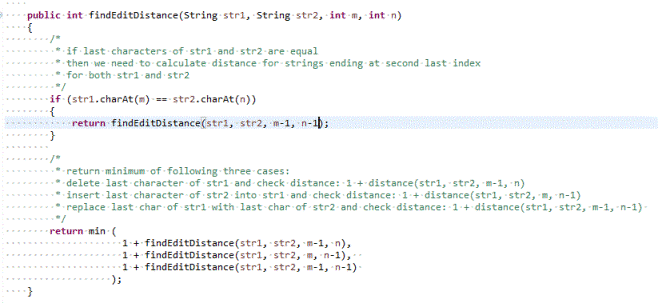 public int findEditDistance(String str1, String str2, int m, int n)
{
/*
* if last characters of str1 and str2 are equal
* then we need to calculate distance for strings ending at second last index
* for both str1 and str2
*/
if (str1.charAt(m) == str2.charAt(n))
{
return findEditDistance(str1, str2, m-1, n-1);
}
/*
* return minimum of following three cases:
* delete last character of str1 and check distance: 1 + distance(str1, str2, m-1, n)
* insert last character of str2 into str1 and check distance: 1 + distance(str1, str2, m, n-1)
* replace last char of str1 with last char of str2 and check distance: 1 + distance(str1, str2, m-1, n-1)
*/
return min (
1 + findEditDistance(str1, str2, m-1, n),
1 + findEditDistance(str1, str2, m, n-1),
1 + findEditDistance(str1, str2, m-1, n-1)
);
}